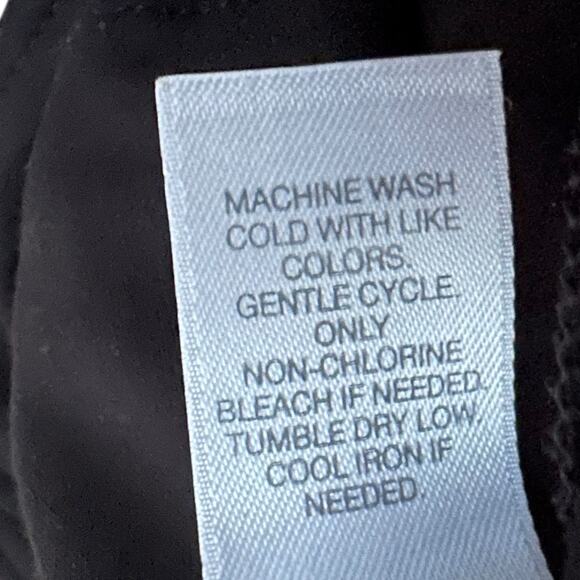 MACHINE WASH
COLD WITH LIKE
COLORS.
GENTLE CYCLE.
ONLY
NON-CHLORINE
BLEACH IF NEEDED.
TUMBLE DRY LOW.
COOL IRON IF
NEEDED.